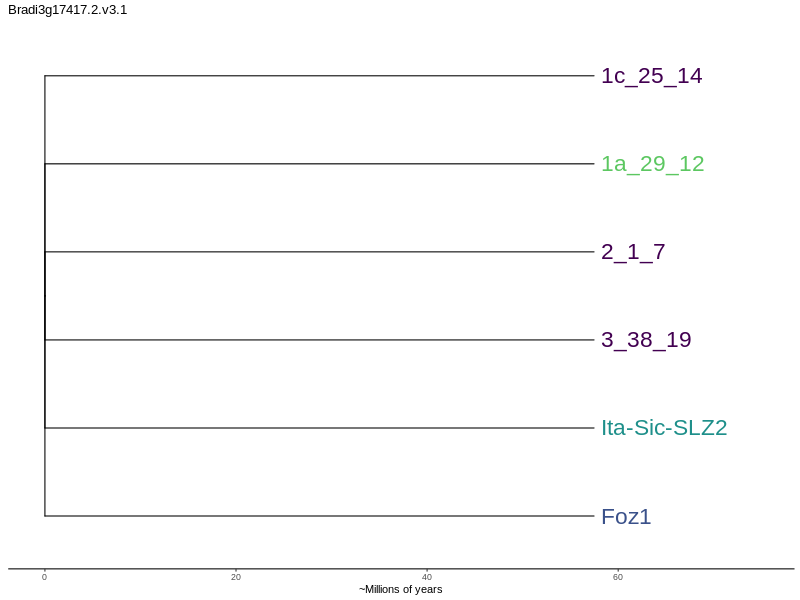 Bradi3g17417.2.v3.1
1c_25_14
1a_29_12
2_1_7
3_38_19
Ita-Sic-SLZ2
Foz1
0 20 40 60
~Millions of years